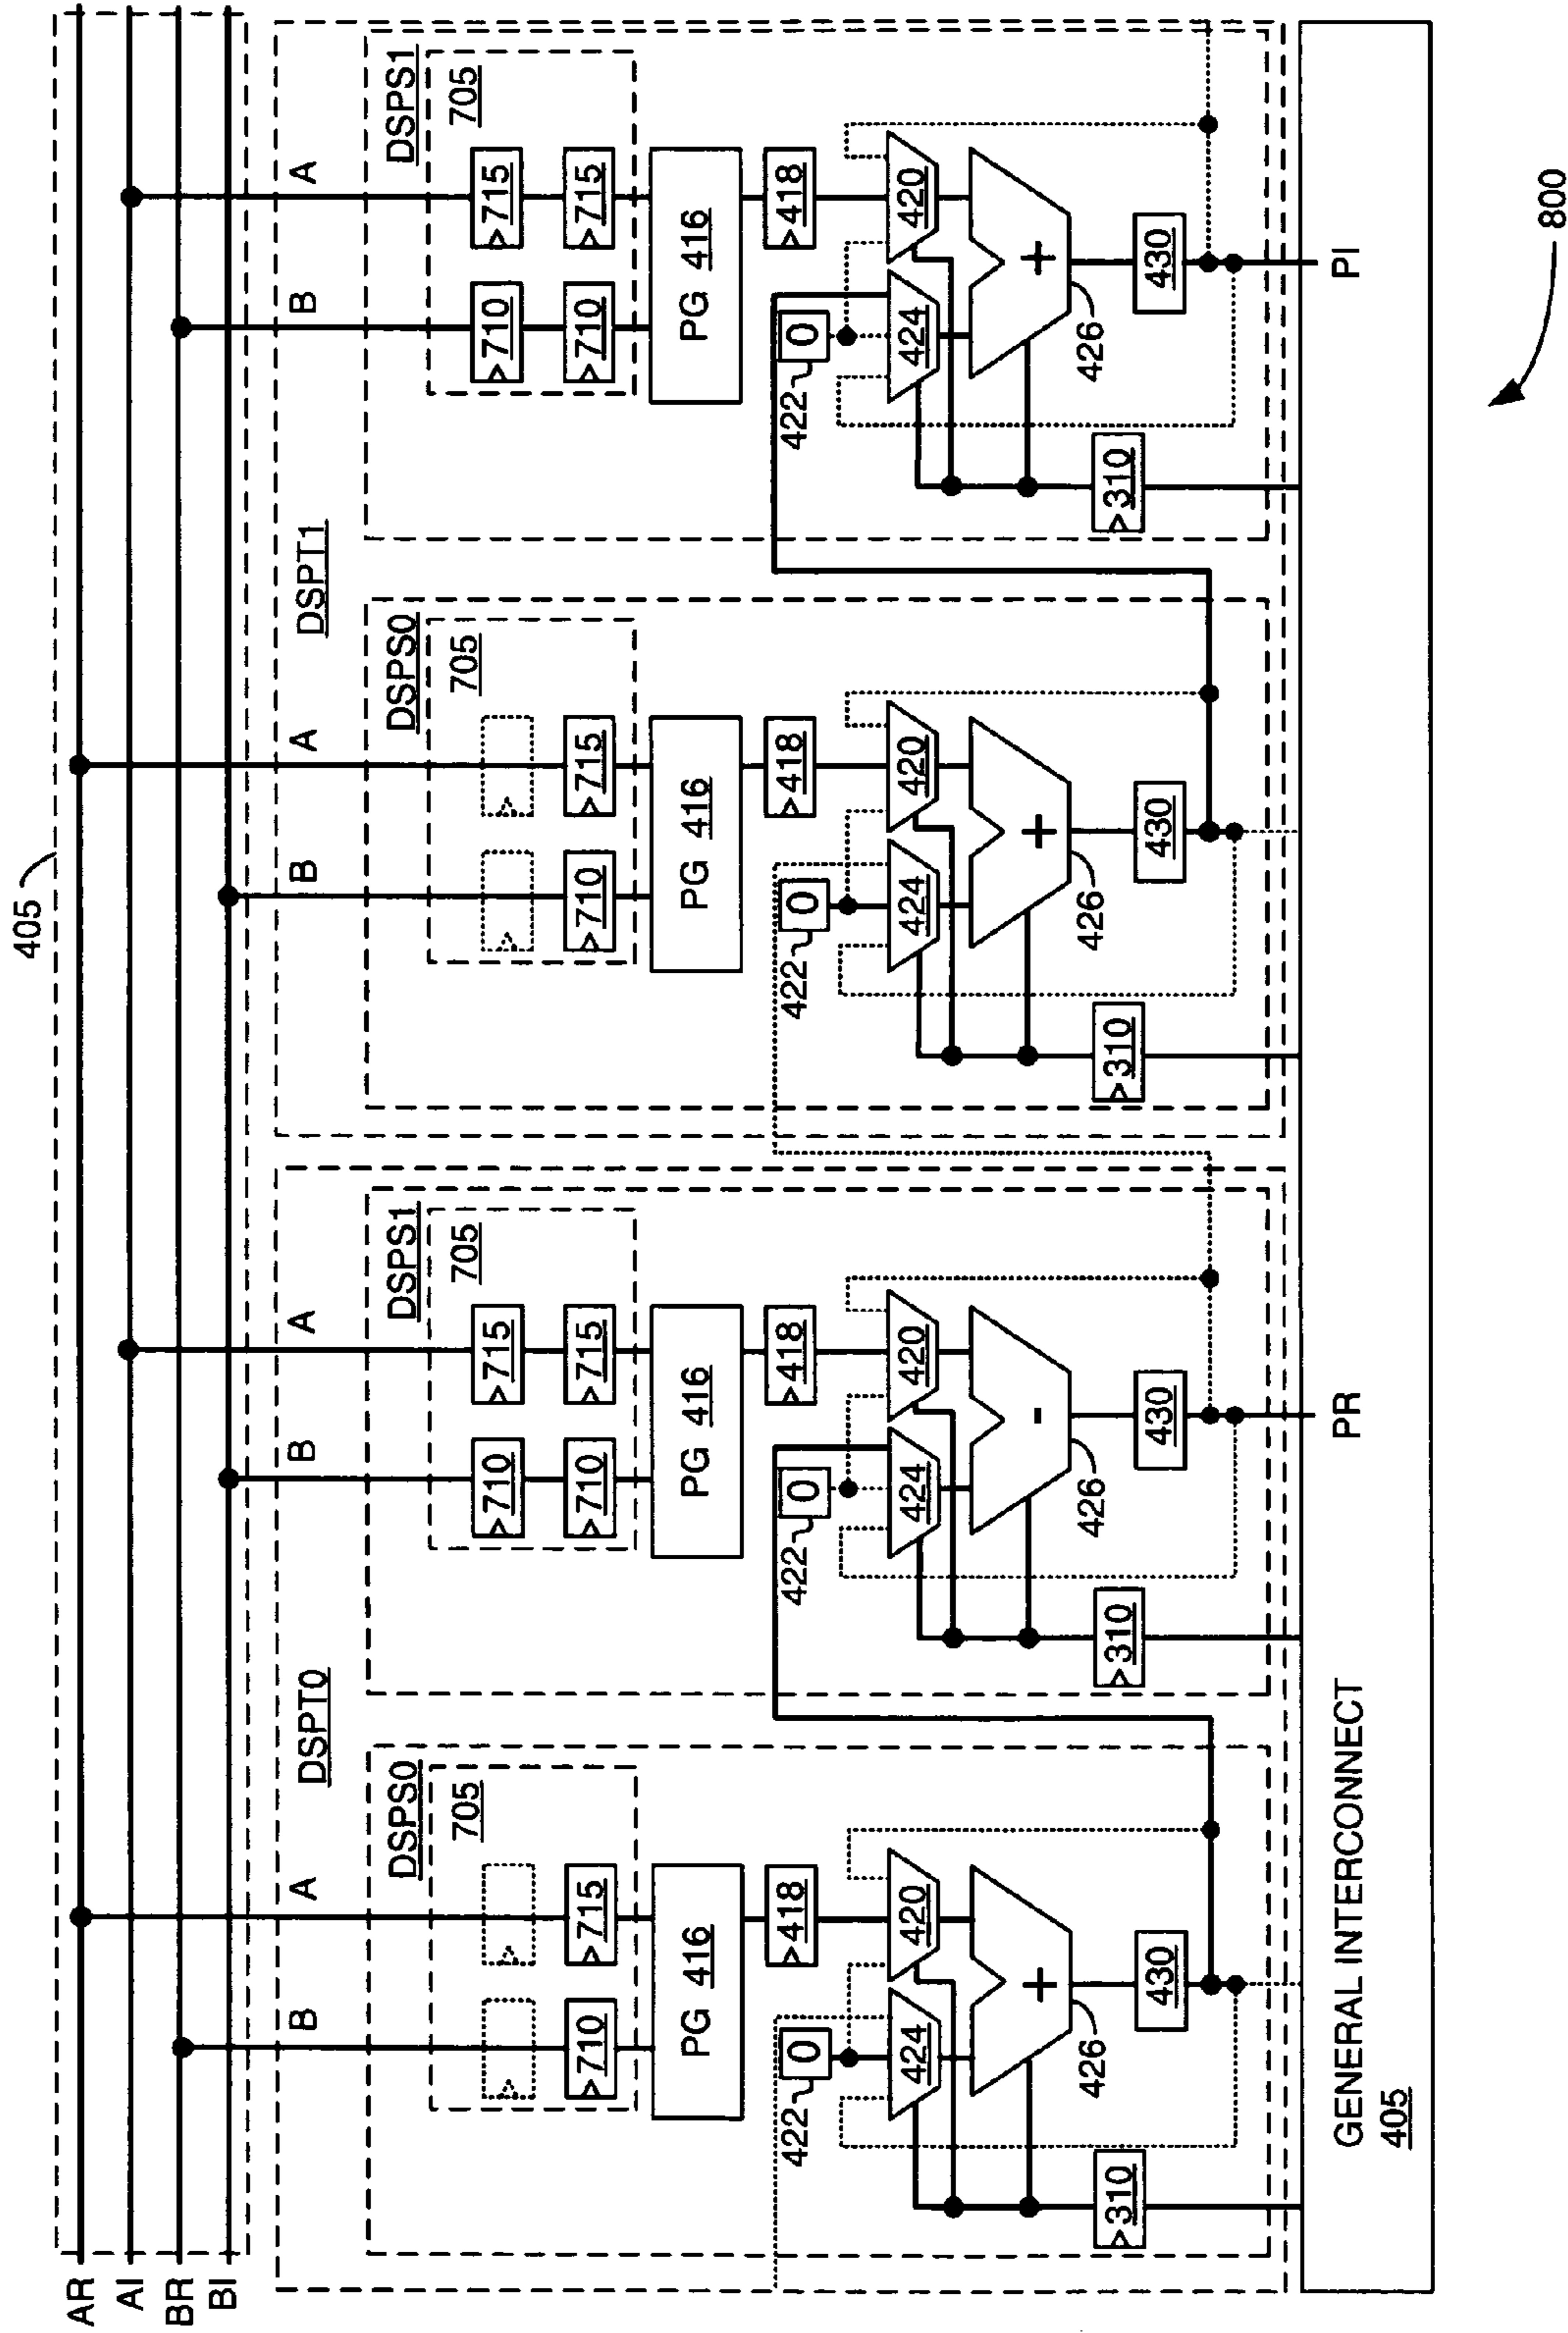 405
AR
AI
BR
BI
DSPT0
DSPT1
DSPS0
705
B
A
>710
>715
PG 416
>418
422
0
424
420
+
426
>310
430
DSPS1
705
B
A
>710
>715
>710
>715
PG 416
>418
422
0
424
420
-
426
>310
430
PR
DSPS0
705
B
A
>710
>715
PG 416
>418
422
0
424
420
+
426
>310
430
DSPS1
705
B
A
>710
>715
>710
>715
PG 416
>418
422
0
424
420
+
426
>310
430
PI
GENERAL INTERCONNECT
405
800